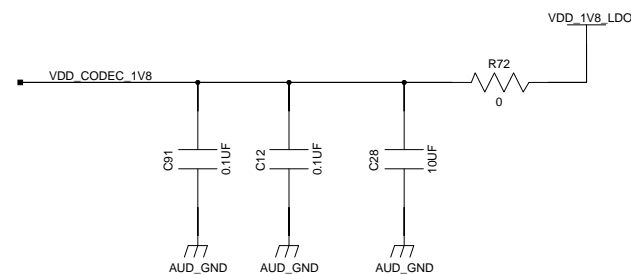 VDD_1V8_LDO
VDD_CODEC_1V8
R72
0
C91
0.1UF
C12
0.1UF
C28
10UF
AUD_GND
AUD_GND
AUD_GND